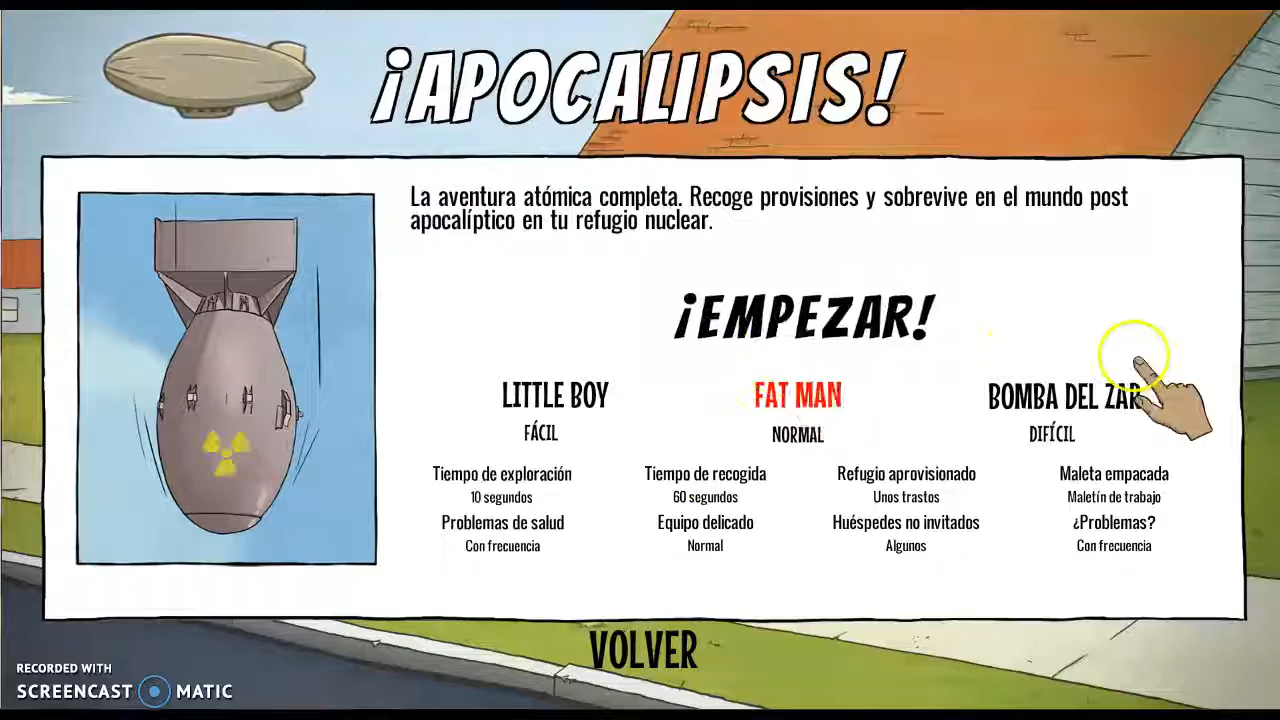 ¡APOCALIPSIS!
La aventura atómica completa. Recoge provisiones y sobrevive en el mundo post
apocalíptico en tu refugio nuclear.
¡EMPEZAR!
LITTLE BOY FAT MAN BOMBA DEL ZAR
FÁCIL NORMAL DIFÍCIL
Tiempo de exploración Tiempo de recogida Refugio aprovisionado Maleta empacada
10 segundos 60 segundos Unos trastos Maletín de trabajo
Problemas de salud Equipo delicado Huéspedes no invitados ¿Problemas?
Con frecuencia Normal Algunos Con frecuencia
VOLVER
RECORDED WITH
SCREENCAST MATIC